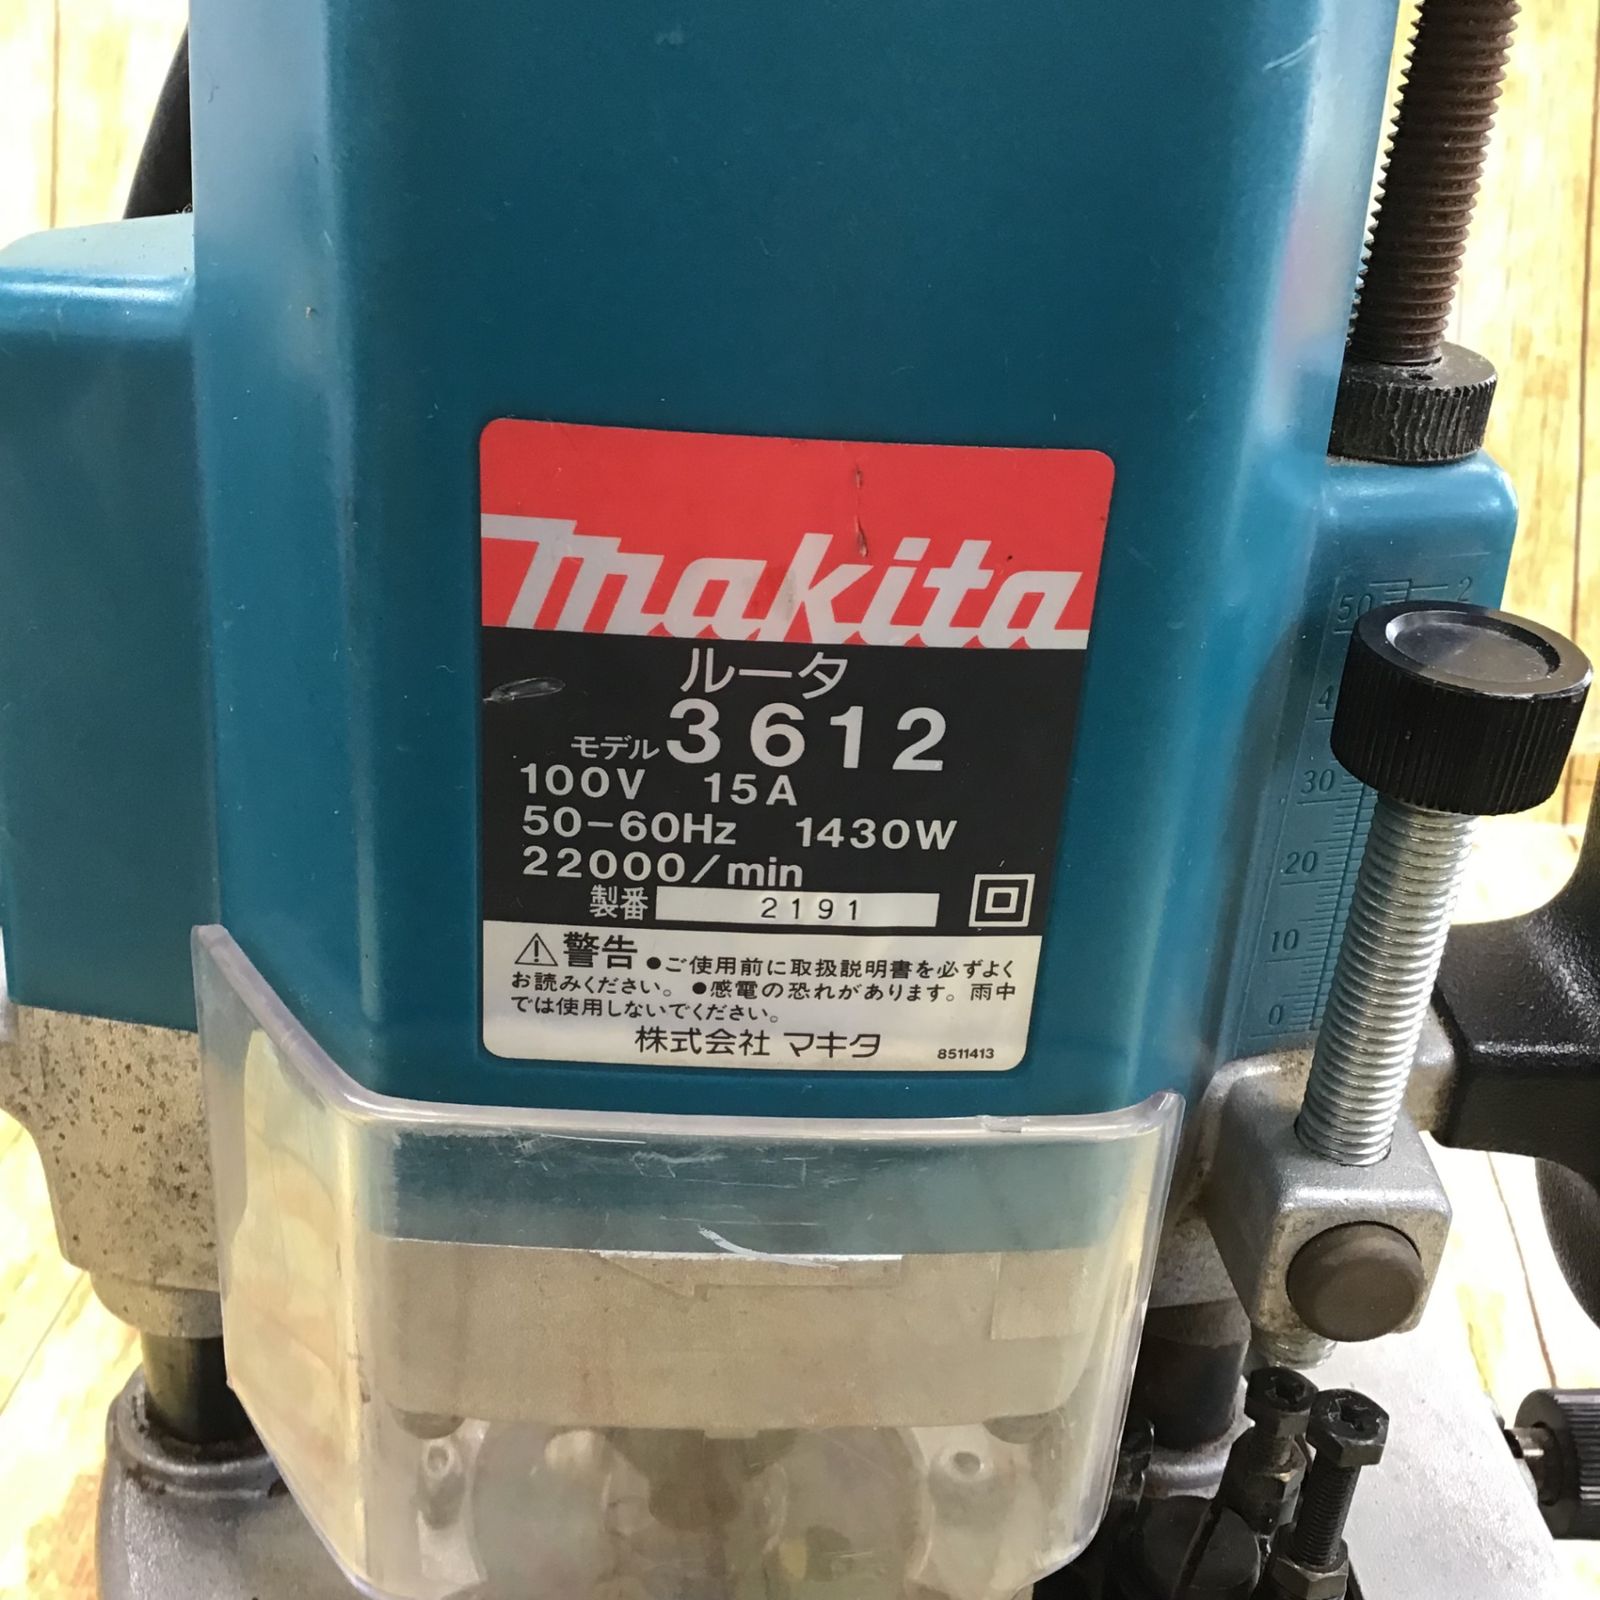 makita
ルータ
モデル 3612
100V 15A
50-60Hz 1430W
22000/min
製番 2191
⚠警告 ●ご使用前に取扱説明書を必ずよく
お読みください。 ●感電の恐れがあります。雨中
では使用しないでください。
株式会社 マキタ 8511413
50 2
4
30
20
10
0